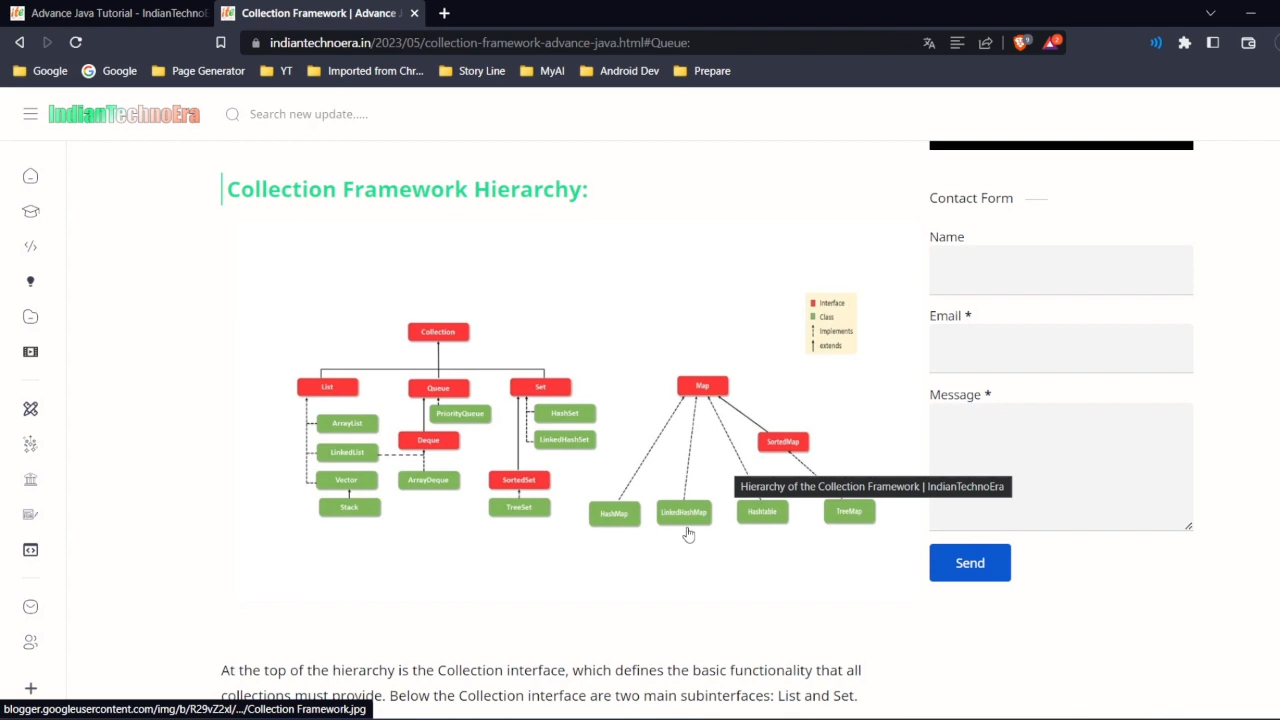 Advance Java Tutorial - IndianTechnoE
Collection Framework | Advance J
indiantechnoera.in/2023/05/collection-framework-advance-java.html#Queue:
9
2
Google
Google
Page Generator
YT
Imported from Chr...
Story Line
MyAI
Android Dev
Prepare
IndianTechnoEra
Search new update.....
Collection Framework Hierarchy:
Interface
Class
Implements
extends
Collection
List
Queue
Set
ArrayList
PriorityQueue
HashSet
LinkedList
Deque
LinkedHashSet
Vector
ArrayDeque
SortedSet
Stack
TreeSet
Map
SortedMap
Hierarchy of the Collection Framework | IndianTechnoEra
HashMap
LinkedHashMap
Hashtable
TreeMap
At the top of the hierarchy is the Collection interface, which defines the basic functionality that all
collections must provide. Below the Collection interface are two main subinterfaces: List and Set.
Contact Form
Name
Email *
Message *
Send
blogger.googleusercontent.com/img/b/R29vZ2xl/.../Collection Framework.jpg